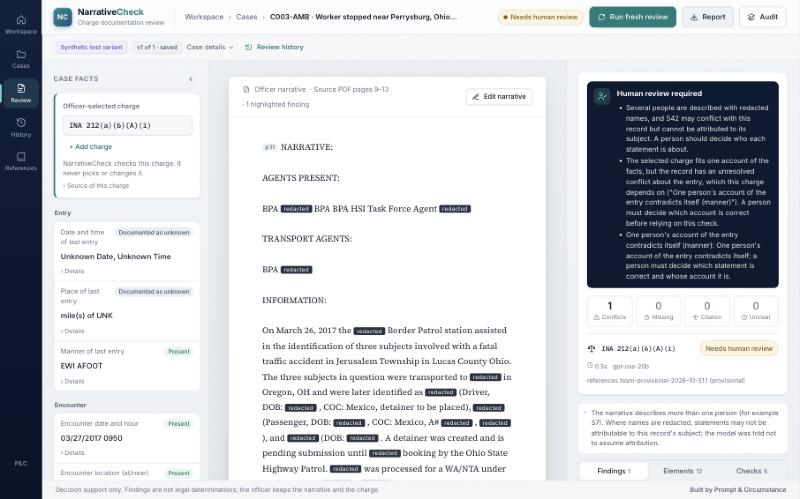 NC
NarrativeCheck
Charge documentation review
Workspace › Cases › C003-AMB · Worker stopped near Perrysburg, Ohio...
Needs human review
Run fresh review
Report
Audit
Workspace
Cases
Review
History
References
P&C
Synthetic test variant
v1 of 1 · saved
Case details
Review history
CASE FACTS
Officer-selected charge
INA 212(a)(6)(A)(i)
+ Add charge
NarrativeCheck checks this charge. It
never picks or changes it.
› Source of this charge
Entry
Date and time
of last entry
Documented as unknown
Unknown Date, Unknown Time
› Details
Place of last
entry
Documented as unknown
mile(s) of UNK
› Details
Manner of last entry
Present
EWI AFOOT
› Details
Encounter
Encounter date and hour
Present
03/27/2017 0950
› Details
Encounter location (at/near)
Present
Officer narrative · Source PDF pages 9–13
· 1 highlighted finding
Edit narrative
p.11 NARRATIVE:
AGENTS PRESENT:
BPA redacted BPA BPA HSI Task Force Agent redacted
TRANSPORT AGENTS:
BPA redacted
INFORMATION:
On March 26, 2017 the redacted Border Patrol station assisted
in the identification of three subjects involved with a fatal
traffic accident in Jerusalem Township in Lucas County Ohio.
The three subjects in question were transported to redacted in
Oregon, OH and were later identified as redacted (Driver,
DOB: redacted , COC: Mexico, detainer to be placed), redacted
(Passenger, DOB: redacted , COC: Mexico, A# redacted , redacted
), and redacted (DOB: redacted . A detainer was created and is
pending submission until redacted booking by the Ohio State
Highway Patrol. redacted was processed for a WA/NTA under
Human review required
• Several people are described with redacted
names, and S42 may conflict with this
record but cannot be attributed to its
subject. A person should decide who each
statement is about.
• The selected charge fits one account of the
facts, but the record has an unresolved
conflict about the entry, which this charge
depends on ("One person's account of the
entry contradicts itself (manner)"). A person
must decide which account is correct
before relying on this check.
• One person's account of the entry
contradicts itself (manner): One person's
account of the entry contradicts itself; a
person must decide which statement is
correct and whose account it is.
1
Conflicts
0
Missing
0
Citation
0
Unclear
INA 212(a)(6)(A)(i)
Needs human review
0.3s · gpt-oss-20b
references team-provisional-2026-10-31.1 (provisional)
· The narrative describes more than one person (for example
S7). Where names are redacted, statements may not be
attributable to this record's subject; the model was told not
to assume attribution.
Findings 1
Elements 12
Checks 5
Decision support only. Findings are not legal determinations; the officer keeps the narrative and the charge.
Built by Prompt & Circumstance